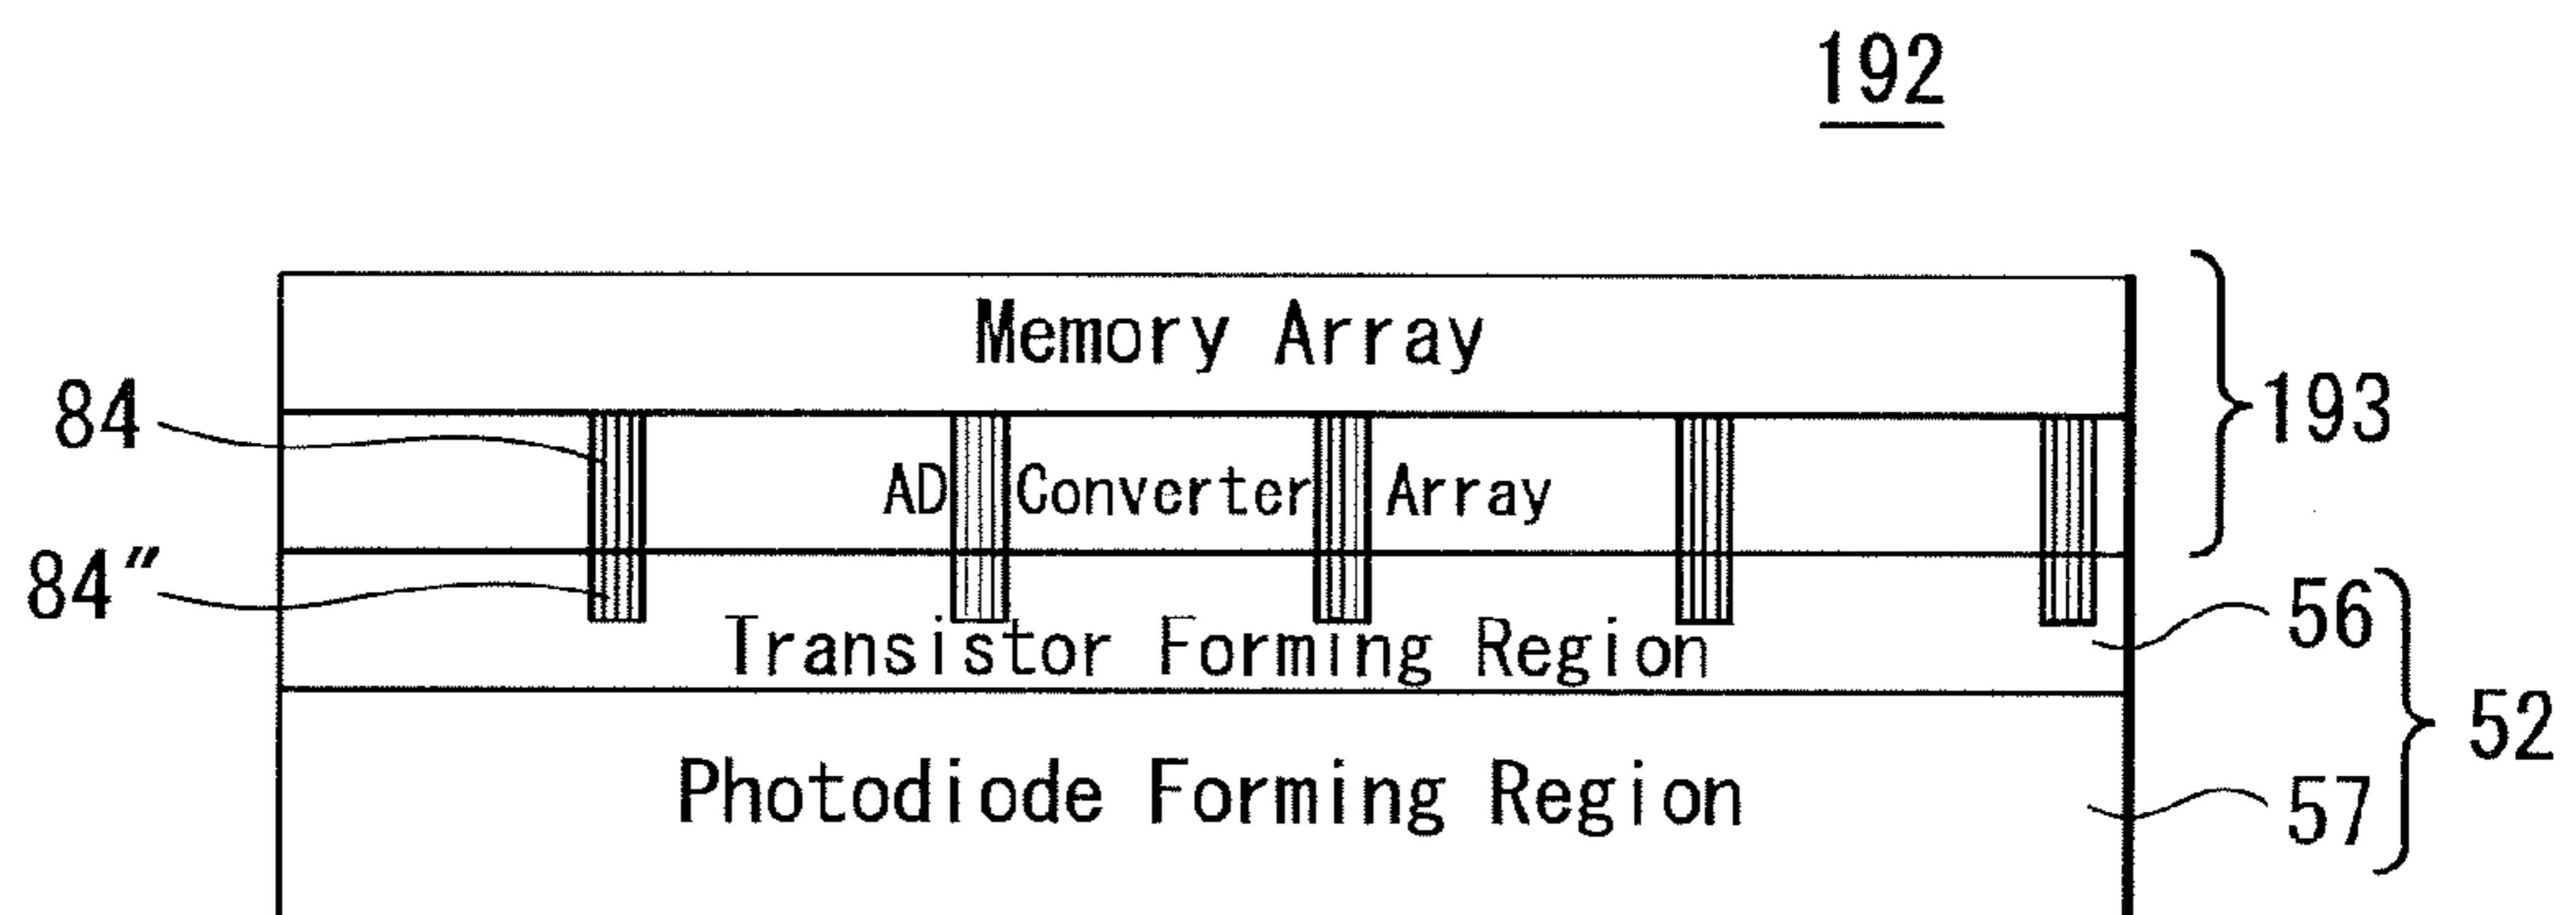 192
Memory Array
84
193
AD Converter Array
84″
56
Transistor Forming Region
52
Photodiode Forming Region
57